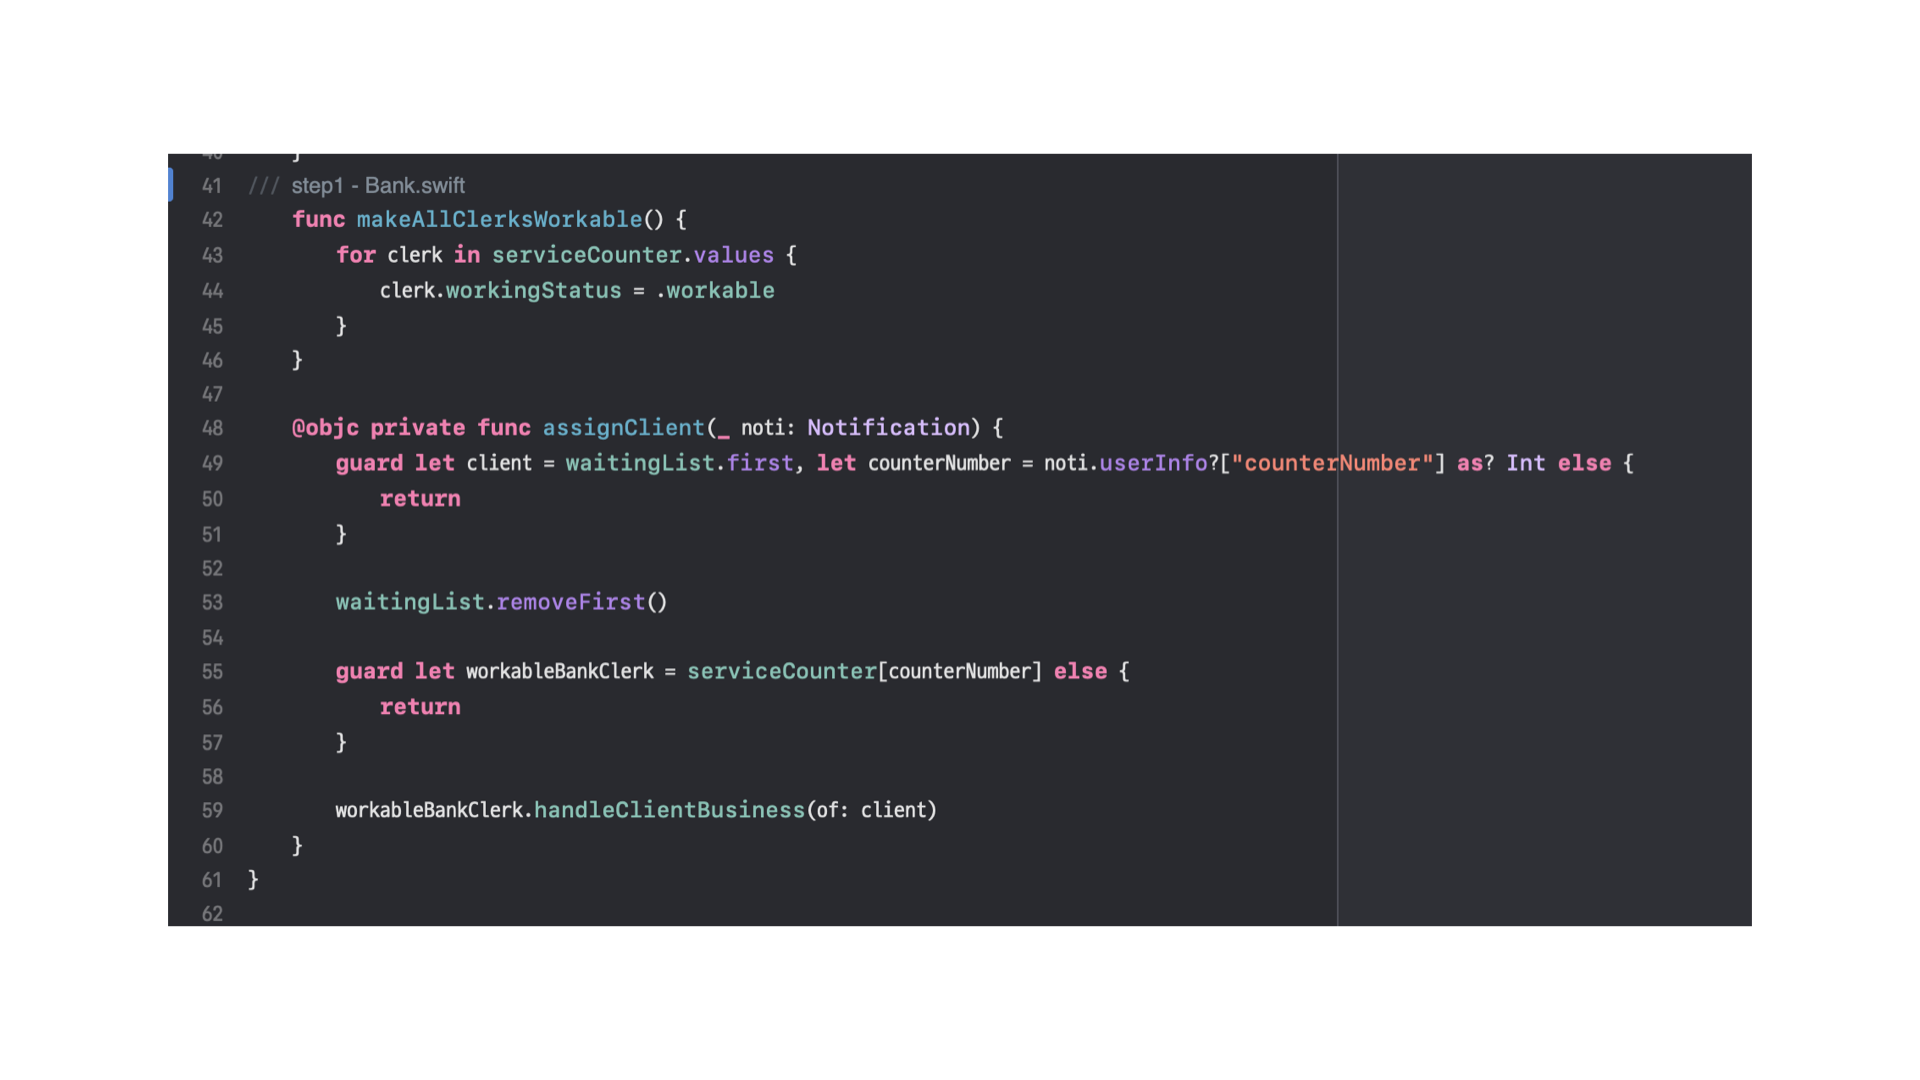 41 /// step1 - Bank.swift
42 func makeAllClerksWorkable() {
43 for clerk in serviceCounter.values {
44 clerk.workingStatus = .workable
45 }
46 }
47
48 @objc private func assignClient(_ noti: Notification) {
49 guard let client = waitingList.first, let counterNumber = noti.userInfo?["counterNumber"] as? Int else {
50 return
51 }
52
53 waitingList.removeFirst()
54
55 guard let workableBankClerk = serviceCounter[counterNumber] else {
56 return
57 }
58
59 workableBankClerk.handleClientBusiness(of: client)
60 }
61 }
62